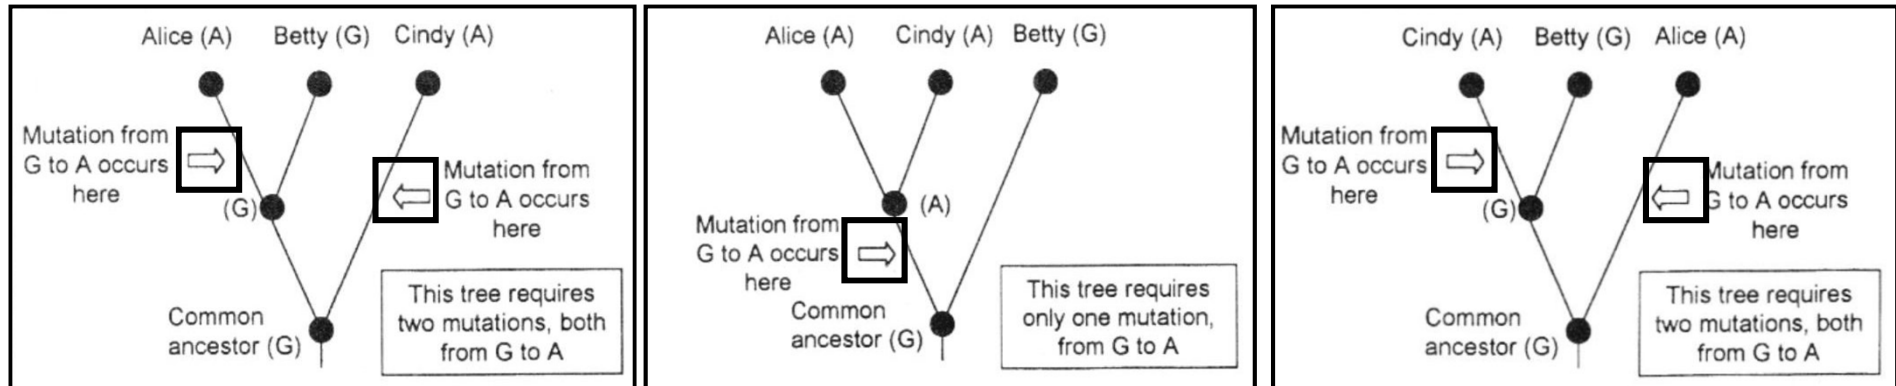 Alice (A) Betty (G) Cindy (A)
Mutation from
G to A occurs
here
Mutation from
G to A occurs
here
(G)
Common
ancestor (G)
This tree requires
two mutations, both
from G to A
Alice (A) Cindy (A) Betty (G)
(A)
Mutation from
G to A occurs
here
Common
ancestor (G)
This tree requires
only one mutation,
from G to A
Cindy (A) Betty (G) Alice (A)
Mutation from
G to A occurs
here
Mutation from
G to A occurs
here
(G)
Common
ancestor (G)
This tree requires
two mutations, both
from G to A